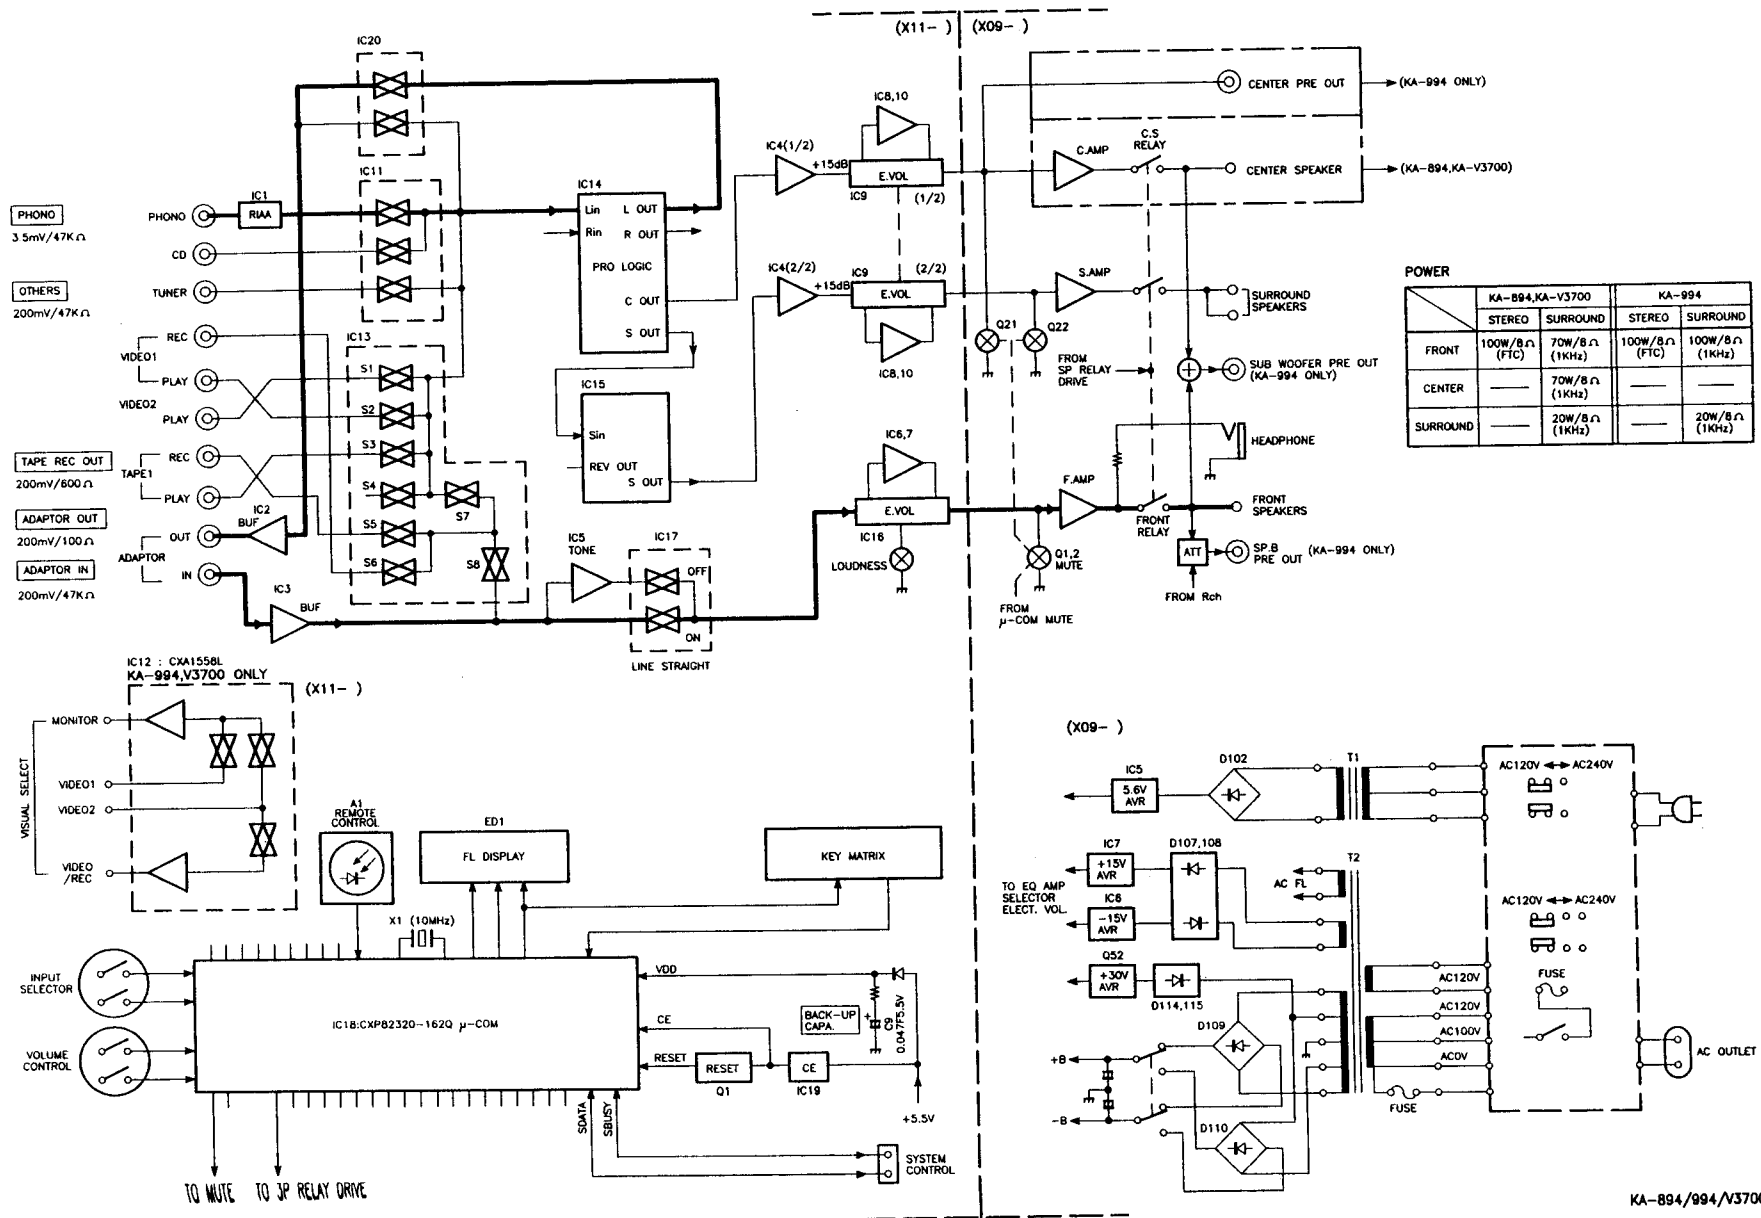 (X11- )
(X09- )
IC20
IC11
IC1
RIAA
PHONO
3.5mV/47KΩ
PHONO
CD
OTHERS
200mV/47KΩ
TUNER
REC
VIDEO1
PLAY
VIDEO2
PLAY
TAPE REC OUT
200mV/600Ω
REC
TAPE1
PLAY
ADAPTOR OUT
200mV/100Ω
OUT
ADAPTOR
IN
ADAPTOR IN
200mV/47KΩ
BUF
IC2
IC3
BUF
IC13
S1
S2
S3
S4
S5
S6
S7
S8
IC14
Lin
L OUT
Rin
R OUT
PRO LOGIC
C OUT
S OUT
IC15
Sin
REV OUT
S OUT
IC5
TONE
IC17
OFF
ON
LINE STRAIGHT
IC4(1/2)
+15dB
IC8,10
E.VOL
IC9
(1/2)
IC4(2/2)
+15dB
IC9
(2/2)
E.VOL
IC8,10
IC6,7
E.VOL
IC16
LOUDNESS
CENTER PRE OUT
(KA-994 ONLY)
C.S
RELAY
C.AMP
CENTER SPEAKER
(KA-894,KA-V3700)
S.AMP
SURROUND
SPEAKERS
Q21
Q22
FROM
SP RELAY
DRIVE
SUB WOOFER PRE OUT
(KA-994 ONLY)
HEADPHONE
F.AMP
FRONT
RELAY
FRONT
SPEAKERS
Q1,2
MUTE
ATT
SP.B
PRE OUT
(KA-994 ONLY)
FROM Rch
FROM
μ-COM MUTE
POWER
KA-894,KA-V3700
KA-994
STEREO
SURROUND
STEREO
SURROUND
FRONT
100W/8Ω
(FTC)
70W/8Ω
(1KHz)
100W/8Ω
(FTC)
100W/8Ω
(1KHz)
CENTER
——
70W/8Ω
(1KHz)
——
——
SURROUND
——
20W/8Ω
(1KHz)
——
20W/8Ω
(1KHz)
IC12 : CXA1558L
KA-994,V3700 ONLY
(X11- )
MONITOR
VIDEO1
VIDEO2
VIDEO
/REC
VISUAL SELECT
A1
REMOTE
CONTROL
ED1
FL DISPLAY
KEY MATRIX
X1 (10MHz)
INPUT
SELECTOR
VOLUME
CONTROL
IC18:CXP82320-162Q μ-COM
VDD
CE
RESET
BACK-UP
CAPA.
+
C9
0.047F5.5V
RESET
Q1
CE
IC19
+5.5V
SDATA
SBUSY
SYSTEM
CONTROL
TO MUTE
TO JP RELAY DRIVE
(X09- )
IC5
5.6V
AVR
D102
T1
AC120V
AC240V
IC7
+15V
AVR
D107,108
TO EQ AMP
SELECTOR
ELECT. VOL.
IC6
-15V
AVR
AC FL
T2
AC120V
AC240V
Q52
+30V
AVR
D114,115
D109
+B
-B
D110
AC120V
AC120V
AC100V
AC0V
FUSE
FUSE
AC OUTLET
KA-894/994/V370